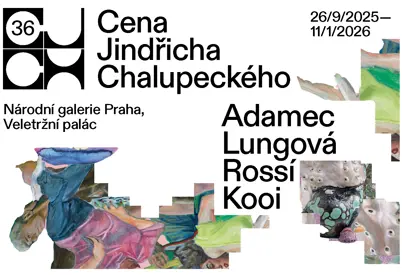 36
Cena
Jindřicha
Chalupeckého
26/9/2025—
11/1/2026
Národní galerie Praha,
Veletržní palác
Adamec
Lungová
Rossí
Kooi